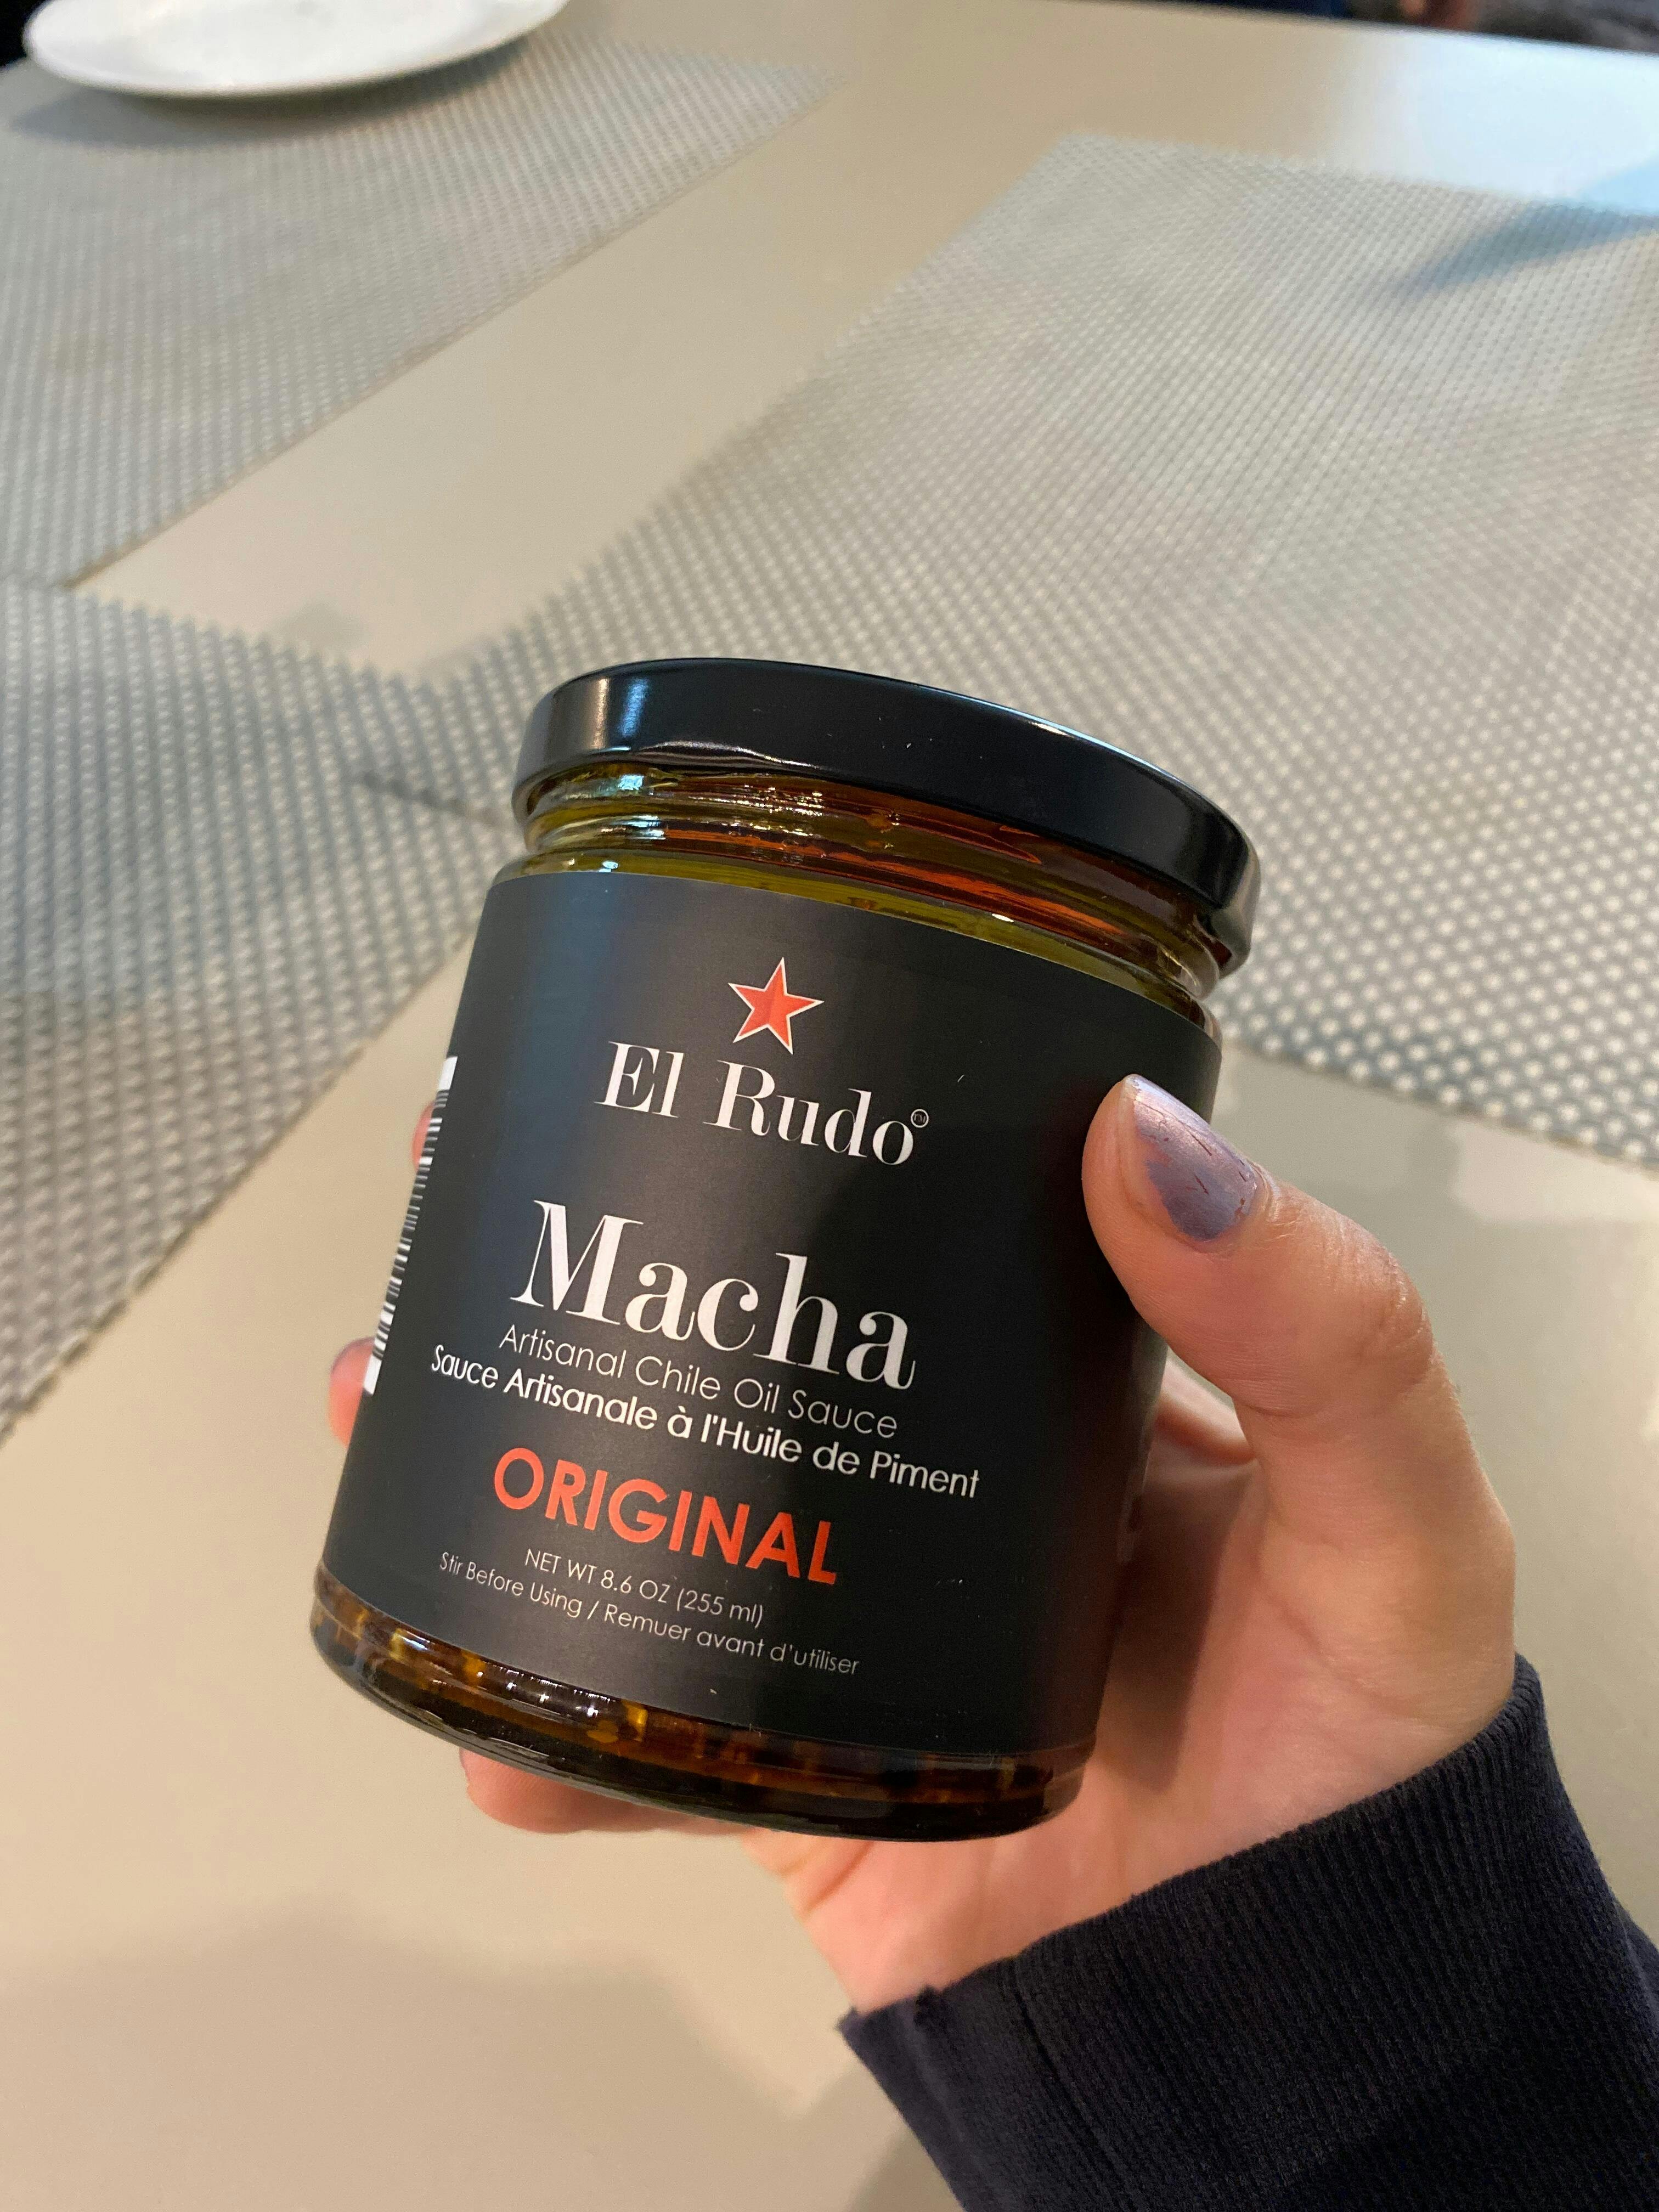 El Rudo
Macha
Artisanal Chile Oil Sauce
Sauce Artisanale à l'Huile de Piment
ORIGINAL
NET WT 8.6 OZ (255 ml)
Stir Before Using / Remuer avant d'utiliser